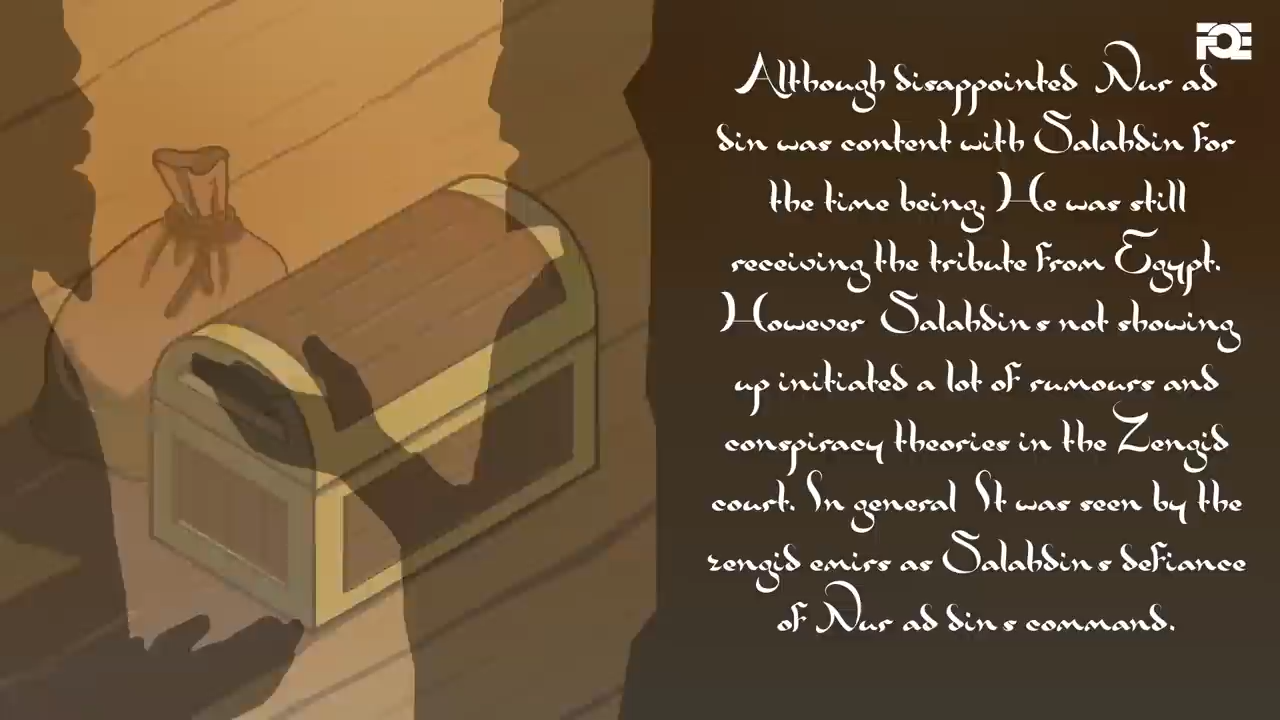 FOE
Although disappointed Nur ad
din was content with Salahdin for
the time being. He was still
receiving the tribute from Egypt.
However Salahdin s not showing
up initiated a lot of rumours and
conspiracy theories in the Zengid
court. In general It was seen by the
zengid emirs as Salahdin s defiance
of Nur ad din s command.